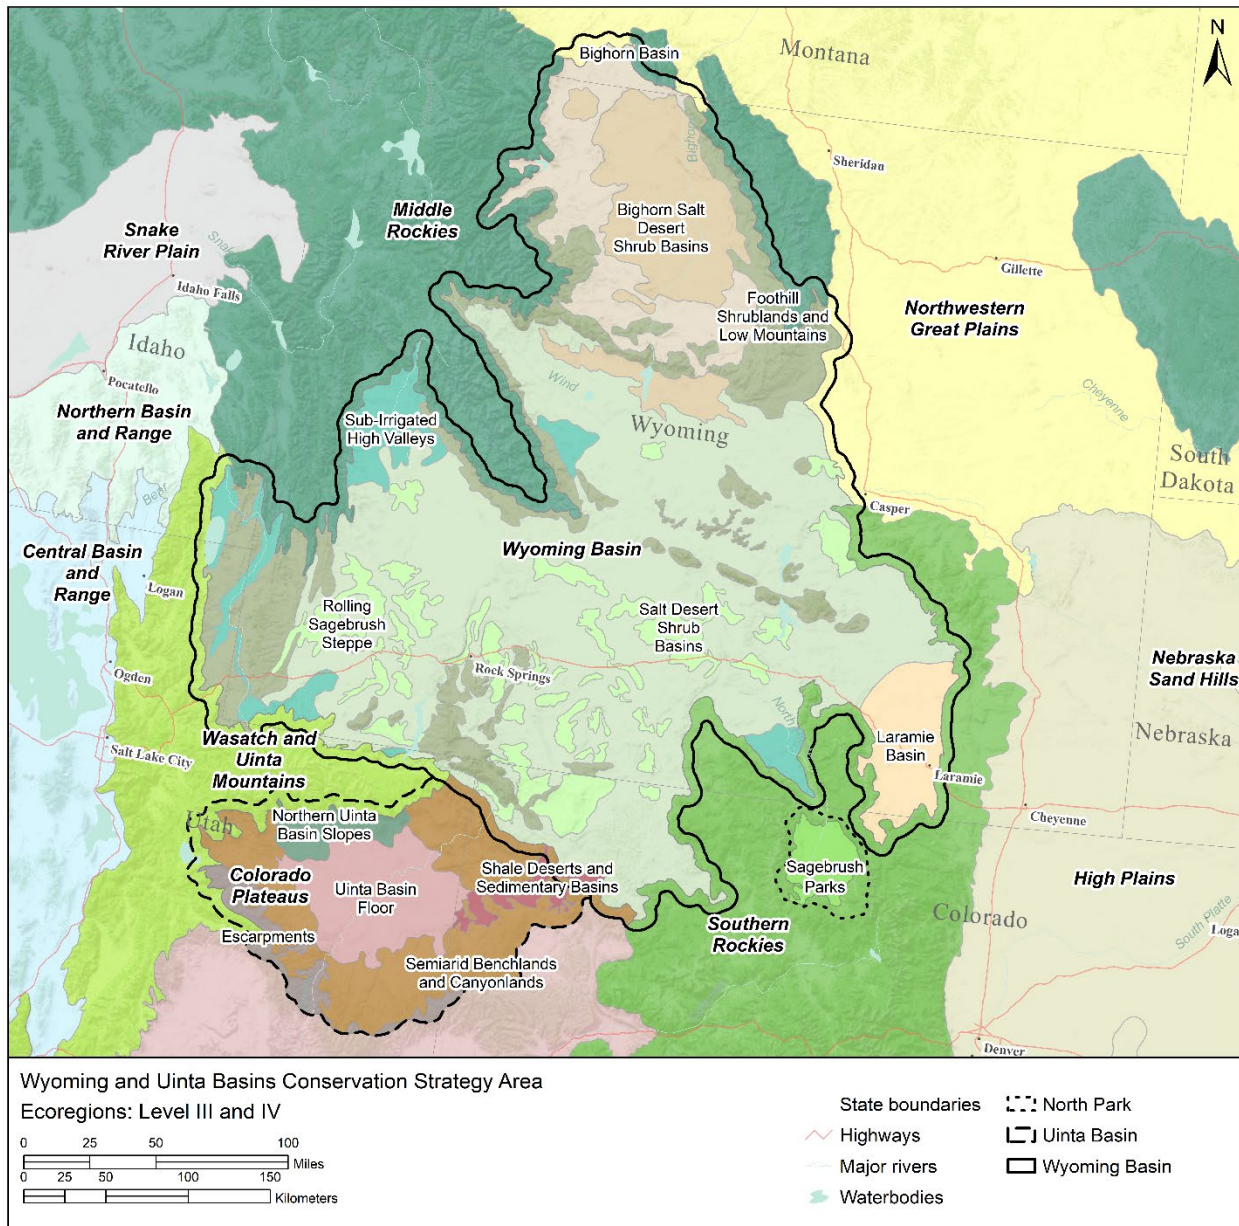 N
Montana
Bighorn Basin
Bighorn
Sheridan
Middle
Rockies
Bighorn Salt
Desert
Shrub Basins
Snake
River Plain
Snake
Idaho Falls
Gillette
Foothill
Shrublands and
Low Mountains
Northwestern
Great Plains
Idaho
Pocatello
Wind
Cheyenne
Northern Basin
and Range
Sub-Irrigated
High Valleys
Wyoming
South
Dakota
Bear
Casper
Central Basin
and
Range
Wyoming Basin
Logan
Rolling
Sagebrush
Steppe
Salt Desert
Shrub
Basins
Ogden
Rock Springs
Nebraska
Sand Hills
North
Wasatch and
Uinta
Mountains
Salt Lake City
Laramie
Basin
Nebraska
Laramie
Utah
Northern Uinta
Basin Slopes
Cheyenne
Colorado
Plateaus
Uinta Basin
Floor
Shale Deserts and
Sedimentary Basins
Sagebrush
Parks
High Plains
Colorado
Southern
Rockies
South Platte
Loga
Escarpments
Semiarid Benchlands
and Canyonlands
Denver
Wyoming and Uinta Basins Conservation Strategy Area
Ecoregions: Level III and IV
0 25 50 100
Miles
0 25 50 100 150
Kilometers
State boundaries
Highways
Major rivers
Waterbodies
North Park
Uinta Basin
Wyoming Basin